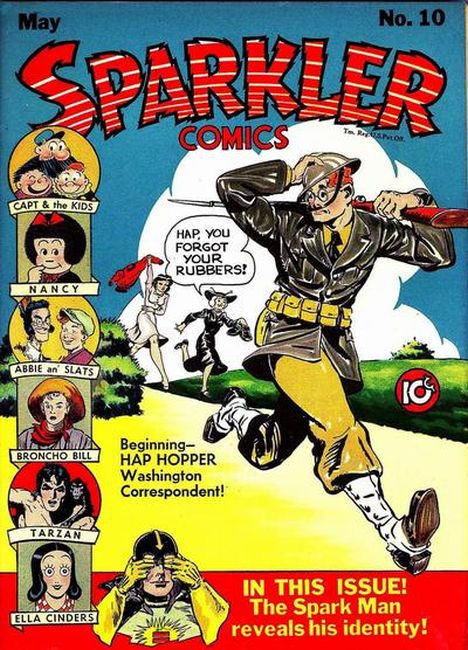 May
No. 10
SPARKLER
COMICS
Tm. Reg. U.S. Pat. Off.
CAPT & the KIDS
NANCY
ABBIE an' SLATS
BRONCHO BILL
TARZAN
ELLA CINDERS
HAP, YOU
FORGOT
YOUR
RUBBERS!
10¢
Beginning—
HAP HOPPER
Washington
Correspondent!
IN THIS ISSUE!
The Spark Man
reveals his identity!